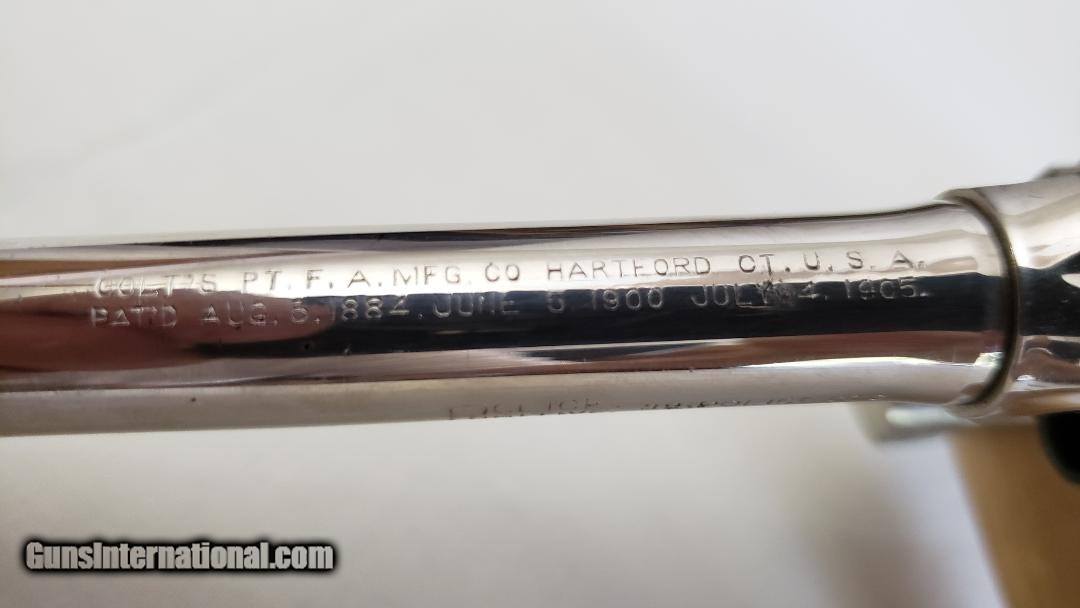 COLT'S PT. F. A. MFG. CO HARTFORD CT. U. S. A.
PAT'D AUG. 5, 1884, JUNE 5 1900 JULY 4, 1905.
GunsInternational.com